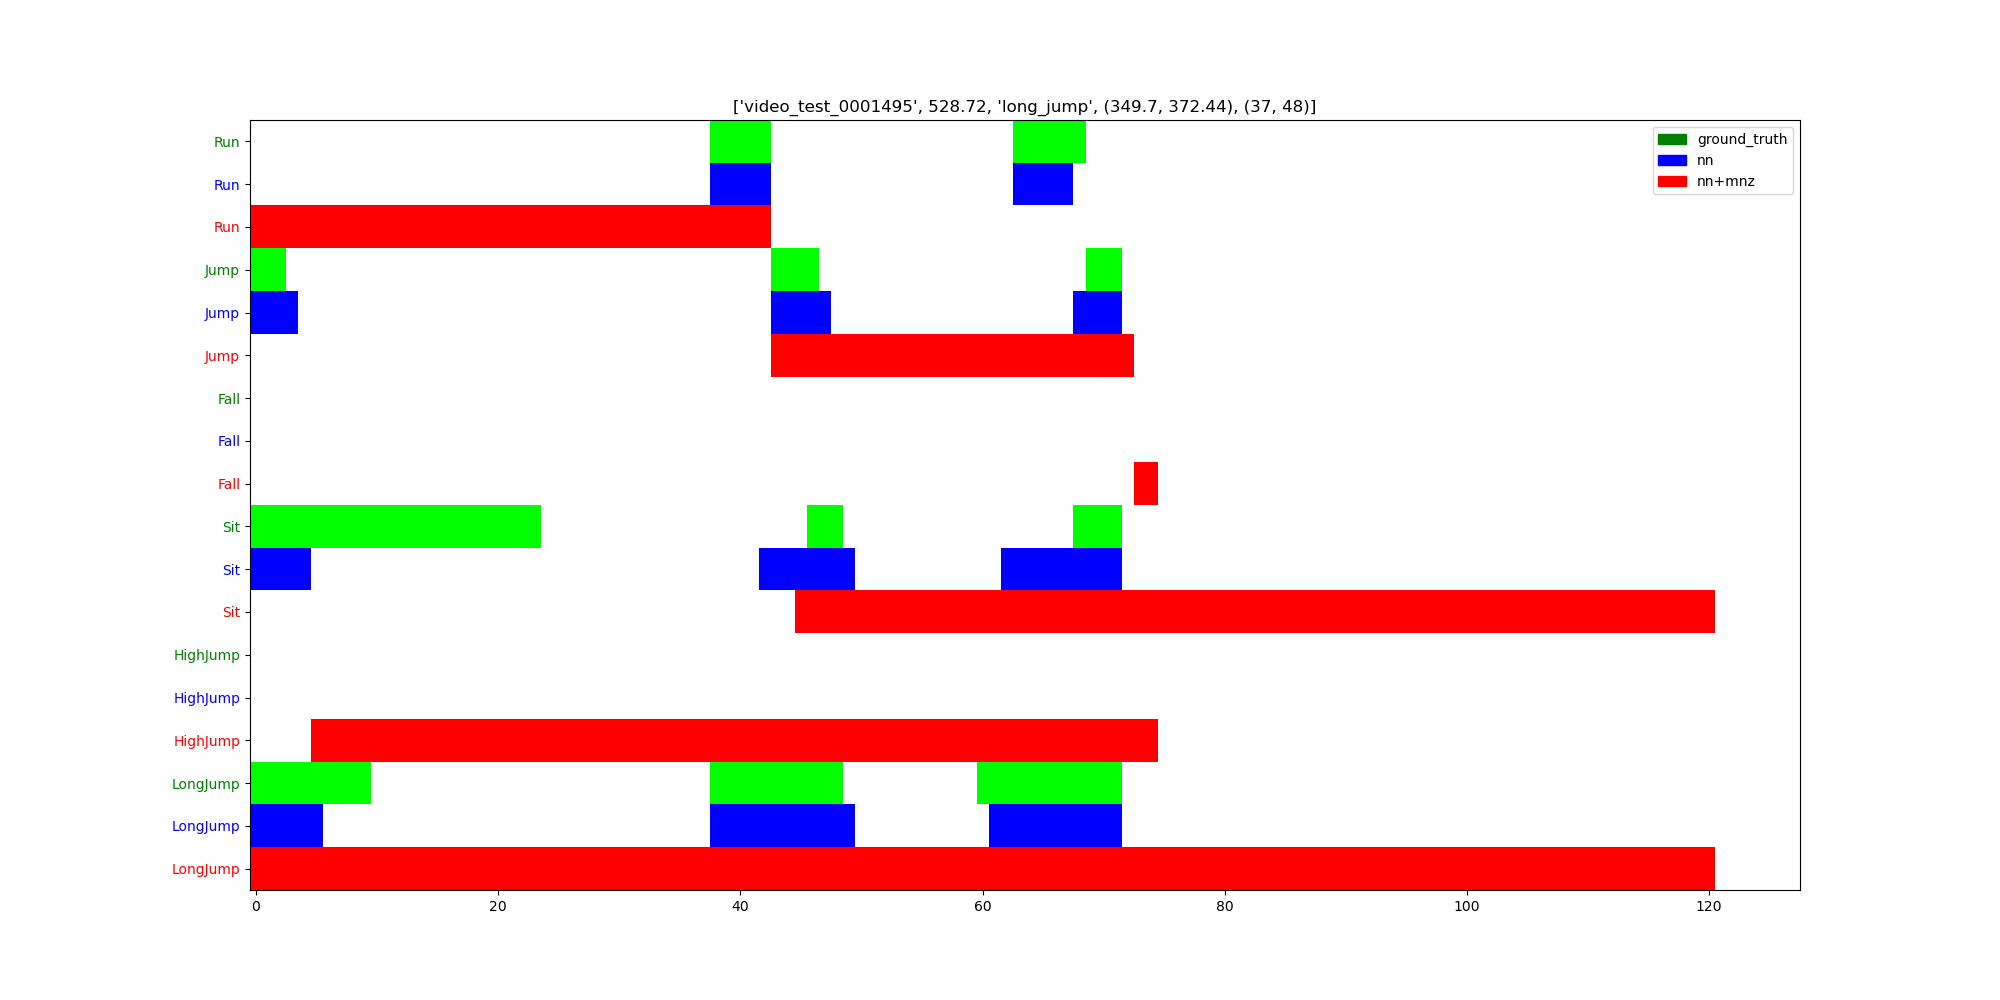 ['video_test_0001495', 528.72, 'long_jump', (349.7, 372.44), (37, 48)]
ground_truth
nn
nn+mnz
Run
Run
Run
Jump
Jump
Jump
Fall
Fall
Fall
Sit
Sit
Sit
HighJump
HighJump
HighJump
LongJump
LongJump
LongJump
0 20 40 60 80 100 120